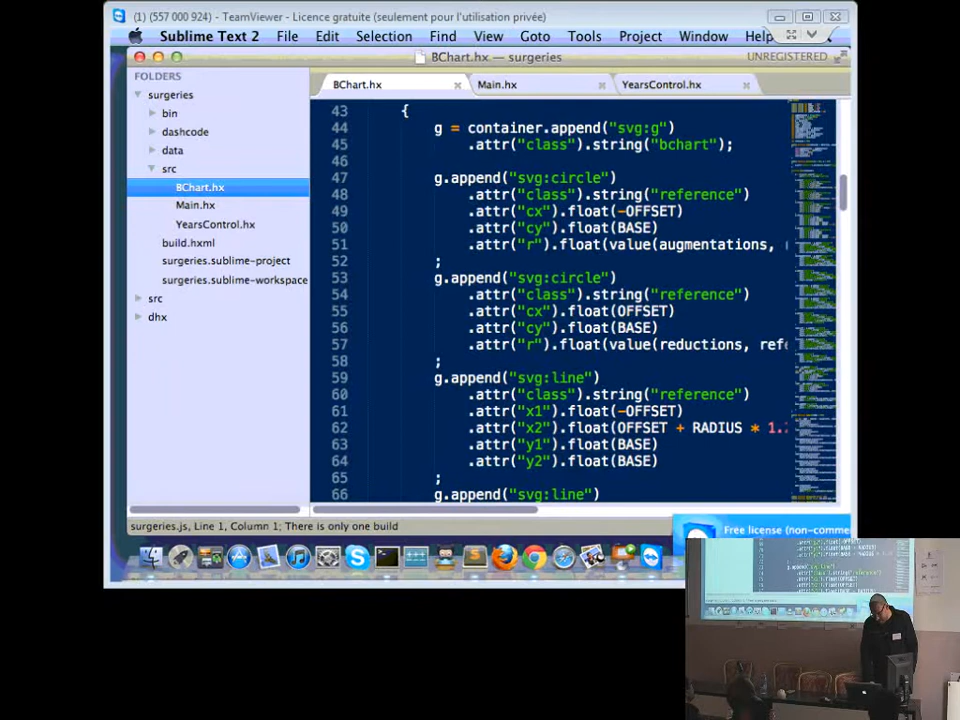 (1) (557 000 924) - TeamViewer - Licence gratuite (seulement pour l'utilisation privée)
Sublime Text 2 File Edit Selection Find View Goto Tools Project Window Help
BChart.hx — surgeries
UNREGISTERED
FOLDERS
surgeries
bin
dashcode
data
src
BChart.hx
Main.hx
YearsControl.hx
build.hxml
surgeries.sublime-project
surgeries.sublime-workspace
src
dhx
BChart.hx
Main.hx
YearsControl.hx
43 {
44 g = container.append("svg:g")
45 .attr("class").string("bchart");
46
47 g.append("svg:circle")
48 .attr("class").string("reference")
49 .attr("cx").float(-OFFSET)
50 .attr("cy").float(BASE)
51 .attr("r").float(value(augmentations,
52 ;
53 g.append("svg:circle")
54 .attr("class").string("reference")
55 .attr("cx").float(OFFSET)
56 .attr("cy").float(BASE)
57 .attr("r").float(value(reductions, refe
58 ;
59 g.append("svg:line")
60 .attr("class").string("reference")
61 .attr("x1").float(-OFFSET)
62 .attr("x2").float(OFFSET + RADIUS * 1.
63 .attr("y1").float(BASE)
64 .attr("y2").float(BASE)
65 ;
66 g.append("svg:line")
surgeries.js, Line 1, Column 1; There is only one build
Free license (non-comme